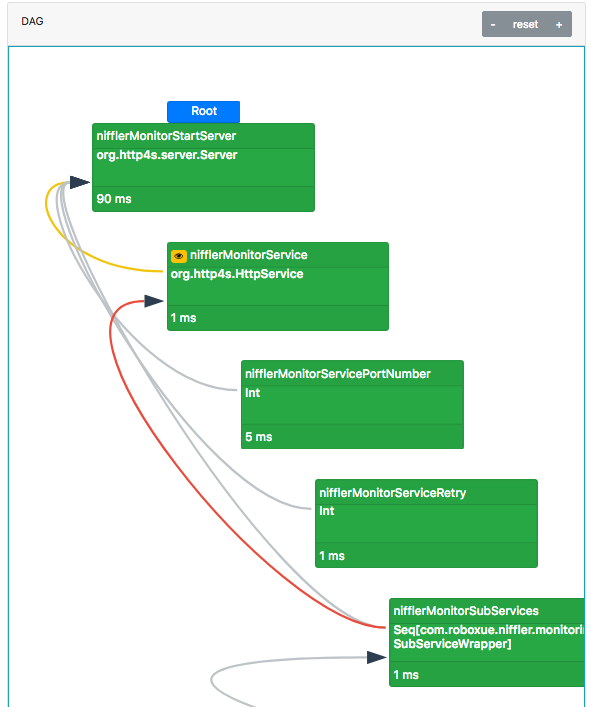 DAG
- reset +
Root
nifflerMonitorStartServer
org.http4s.server.Server
90 ms
nifflerMonitorService
org.http4s.HttpService
1 ms
nifflerMonitorServicePortNumber
Int
5 ms
nifflerMonitorServiceRetry
Int
1 ms
nifflerMonitorSubServices
Seq[com.roboxue.niffler.monitori
SubServiceWrapper]
1 ms